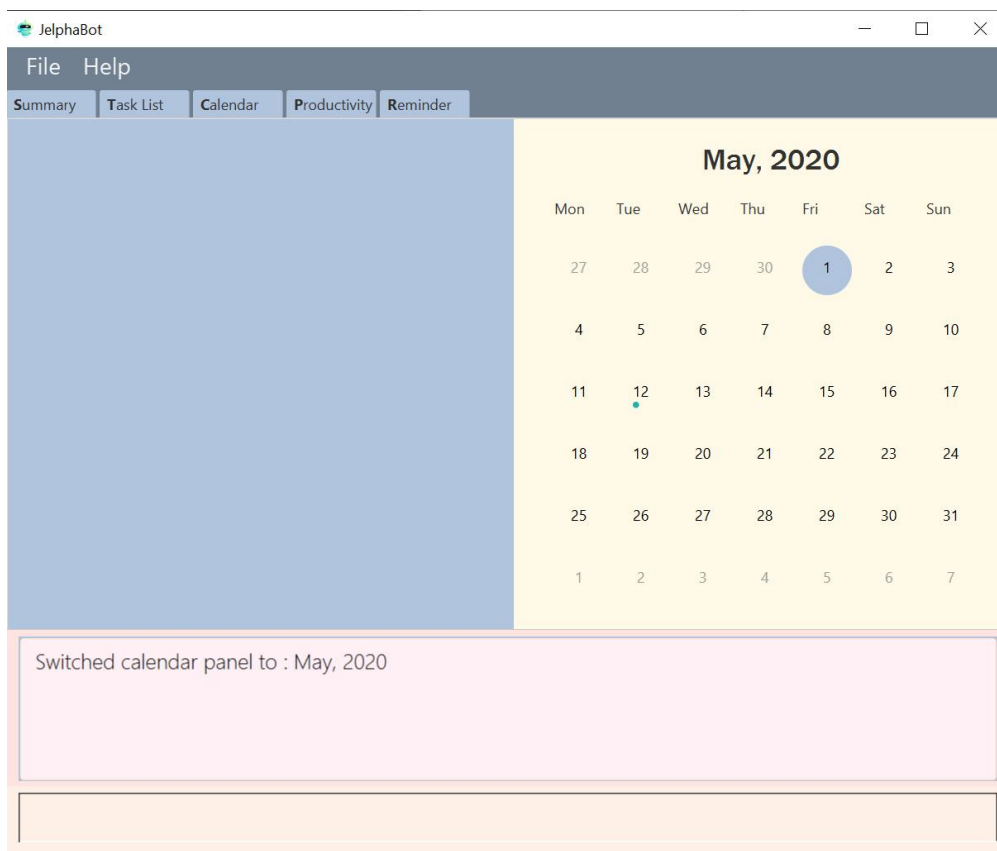 JelphaBot
File Help
Summary Task List Calendar Productivity Reminder
May, 2020
Mon Tue Wed Thu Fri Sat Sun
27 28 29 30 1 2 3
4 5 6 7 8 9 10
11 12 13 14 15 16 17
18 19 20 21 22 23 24
25 26 27 28 29 30 31
1 2 3 4 5 6 7
Switched calendar panel to : May, 2020